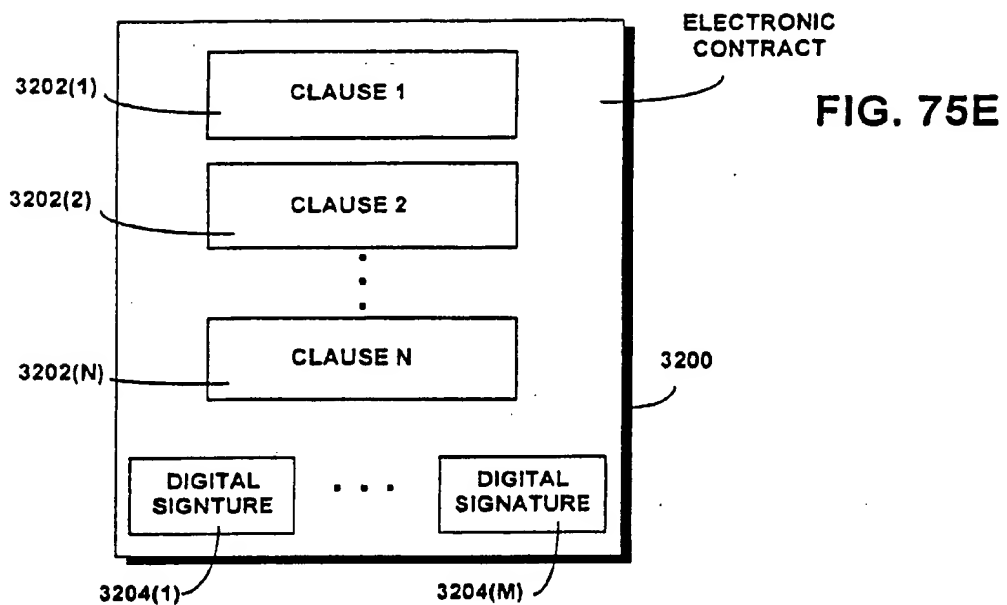 ELECTRONIC
CONTRACT
FIG. 75E
3202(1)
CLAUSE 1
3202(2)
CLAUSE 2
3202(N)
CLAUSE N
3200
DIGITAL
SIGNTURE
DIGITAL
SIGNATURE
3204(1)
3204(M)